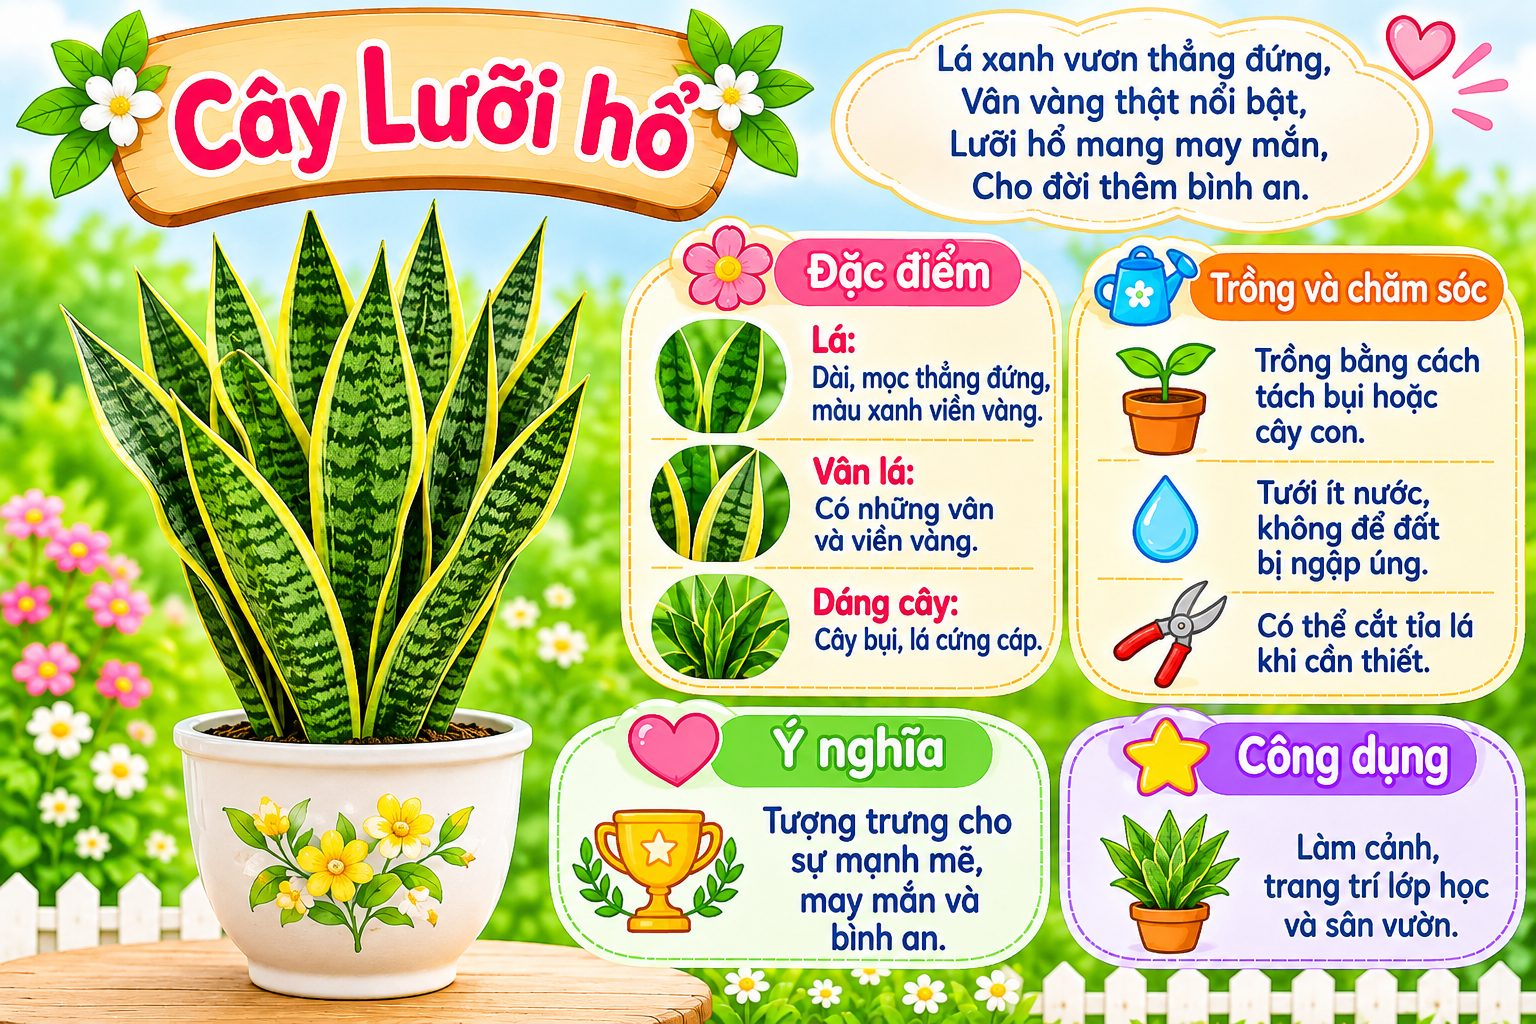 Cây Lưỡi hổ
Lá xanh vươn thẳng đứng,
Vân vàng thật nổi bật,
Lưỡi hổ mang may mắn,
Cho đời thêm bình an.
Đặc điểm
Lá:
Dài, mọc thẳng đứng,
màu xanh viền vàng.
Vân lá:
Có những vân
và viền vàng.
Dáng cây:
Cây bụi, lá cứng cáp.
Trồng và chăm sóc
Trồng bằng cách
tách bụi hoặc
cây con.
Tưới ít nước,
không để đất
bị ngập úng.
Có thể cắt tỉa lá
khi cần thiết.
Ý nghĩa
Tượng trưng cho
sự mạnh mẽ,
may mắn và
bình an.
Công dụng
Làm cảnh,
trang trí lớp học
và sân vườn.